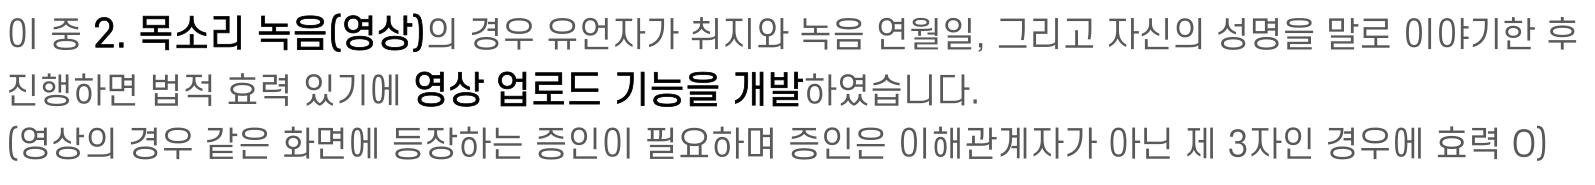 이 중 2. 목소리 녹음(영상)의 경우 유언자가 취지와 녹음 연월일, 그리고 자신의 성명을 말로 이야기한 후
진행하면 법적 효력 있기에 영상 업로드 기능을 개발하였습니다.
(영상의 경우 같은 화면에 등장하는 증인이 필요하며 증인은 이해관계자가 아닌 제 3자인 경우에 효력 O)